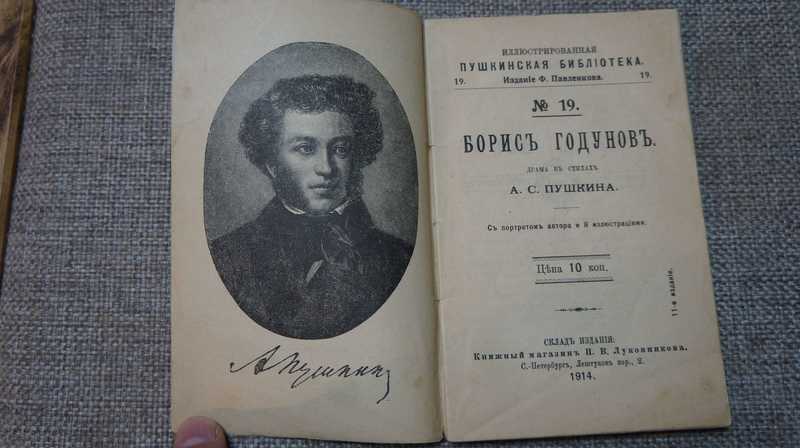 А Пушкин
ИЛЛЮСТРИРОВАННАЯ
ПУШКИНСКАЯ БИБЛІОТЕКА.
19. Изданіе Ф. Павленкова. 19.
№ 19.
БОРИСЪ ГОДУНОВЪ.
ДРАМА ВЪ СТИХАХЪ
А. С. ПУШКИНА.
Съ портретомъ автора и 8 иллюстраціями.
Цѣна 10 коп.
11-е изданіе.
СКЛАДЪ ИЗДАНІЯ:
Книжный магазинъ П. В. Луковникова.
С.-Петербургъ, Лештуковъ пер., 2.
1914.